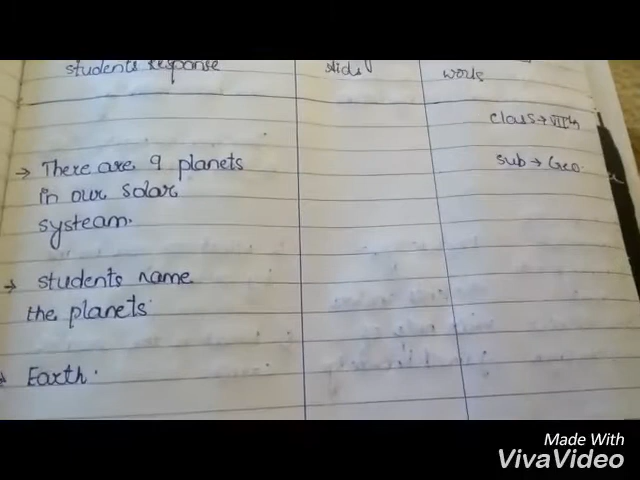 students response
work
class → VIIth
→ There are 9 planets
sub → Geo.
in our solar
systeam.
→ students name
the planets
→ Earth.
Made With
VivaVideo